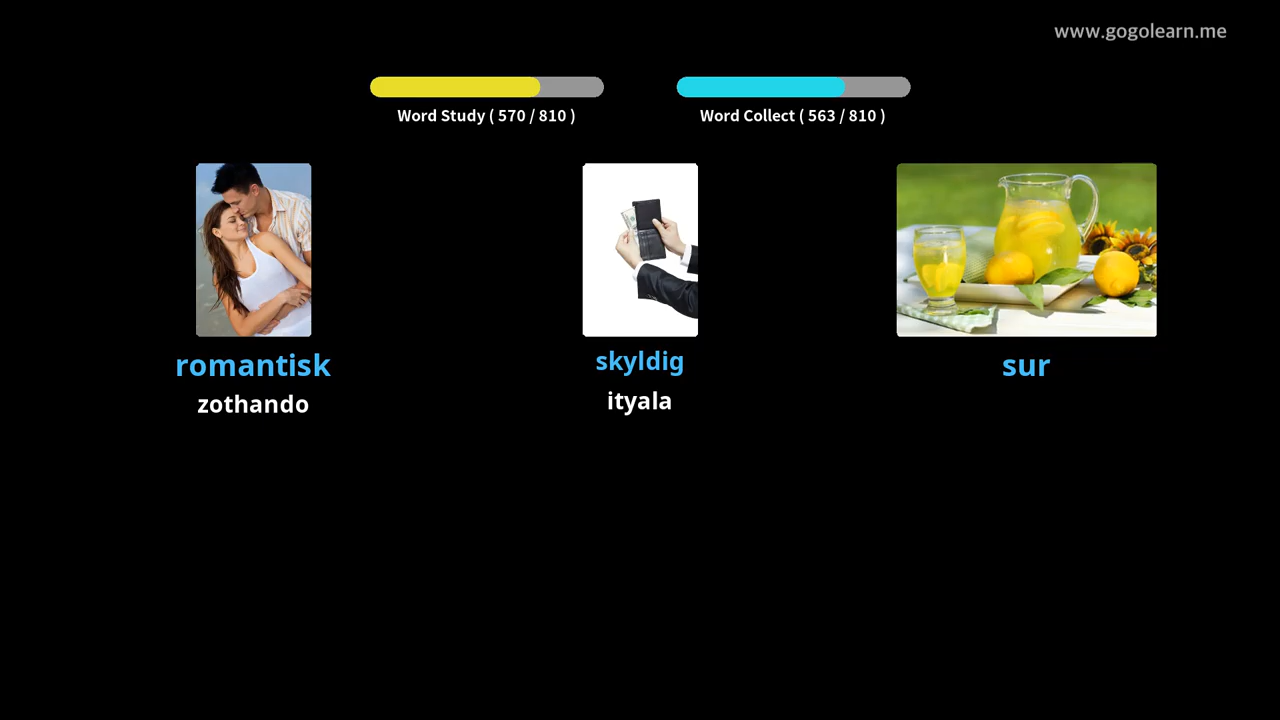 www.gogolearn.me
Word Study ( 570 / 810 )
Word Collect ( 563 / 810 )
romantisk
zothando
skyldig
ityala
sur